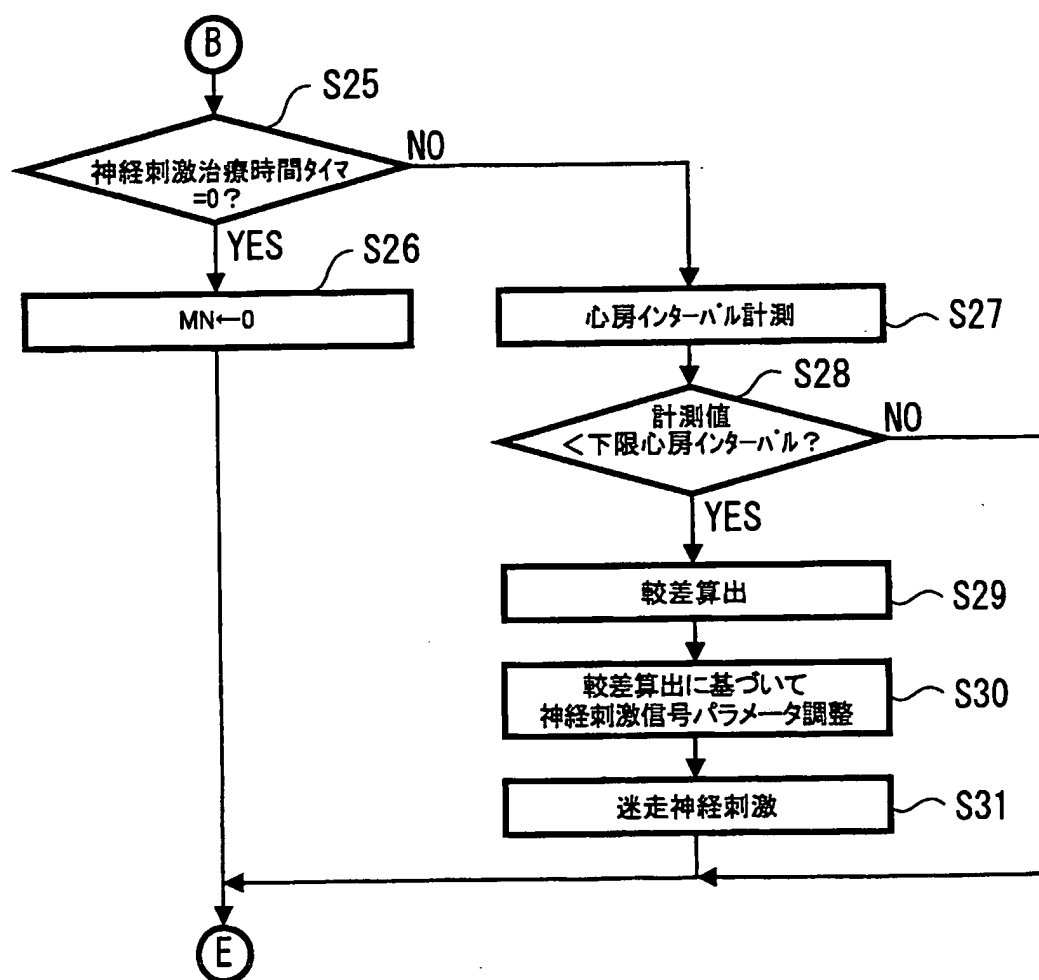 B
S25
神経刺激治療時間タイマ
=0?
NO
YES
S26
MN←0
心房インターバル計測
S27
S28
計測値
<下限心房インターバル?
NO
YES
較差算出
S29
較差算出に基づいて
神経刺激信号パラメータ調整
S30
迷走神経刺激
S31
E